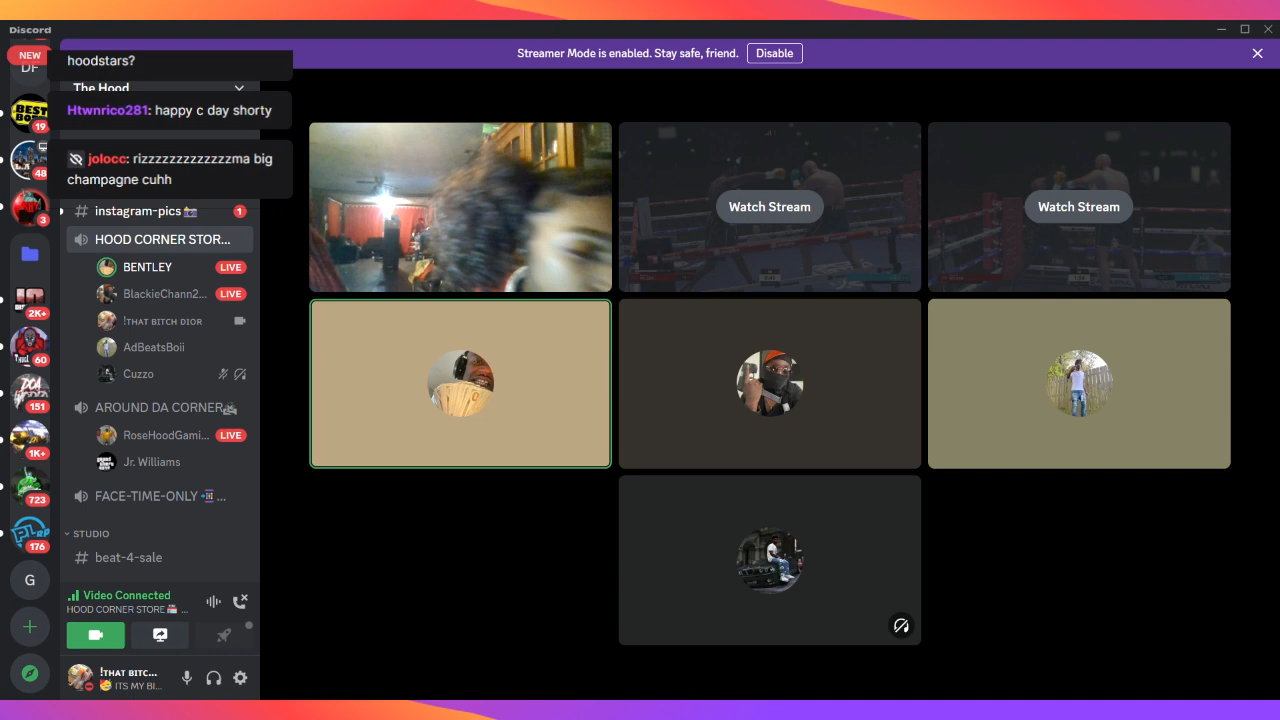 Discord
Streamer Mode is enabled. Stay safe, friend.
Disable
NEW
DF
hoodstars?
The Hood
Htwnrico281: happy c day shorty
jolocc: rizzzzzzzzzzzzzma big
champagne cuhh
BEST
19
48
3
2K+
60
151
1K+
723
176
G
instagram-pics
1
HOOD CORNER STOR...
BENTLEY
LIVE
BlackieChann2...
LIVE
!THAT BITCH DIOR
AdBeatsBoii
Cuzzo
AROUND DA CORNER
RoseHoodGami...
LIVE
Jr. Williams
FACE-TIME-ONLY ...
STUDIO
beat-4-sale
Video Connected
HOOD CORNER STORE ...
!THAT BITC...
ITS MY BI...
Watch Stream
Watch Stream